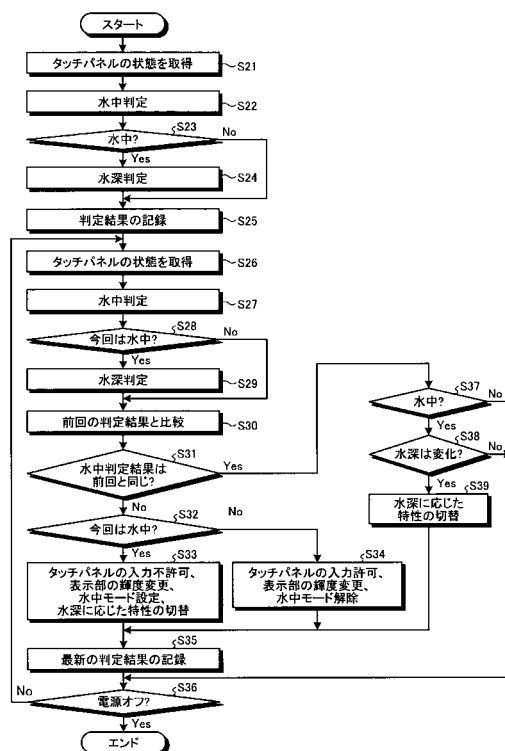 スタート
タッチパネルの状態を取得
S21
水中判定
S22
S23
水中?
No
Yes
水深判定
S24
判定結果の記録
S25
タッチパネルの状態を取得
S26
水中判定
S27
S28
今回は水中?
No
Yes
水深判定
S29
前回の判定結果と比較
S30
S31
水中判定結果は
前回と同じ?
Yes
No
S37
水中?
No
Yes
S38
水深は変化?
No
Yes
S39
水深に応じた
特性の切替
S32
今回は水中?
No
Yes
S33
タッチパネルの入力不許可、
表示部の輝度変更、
水中モード設定、
水深に応じた特性の切替
S34
タッチパネルの入力許可、
表示部の輝度変更、
水中モード解除
S35
最新の判定結果の記録
S36
電源オフ?
No
Yes
エンド